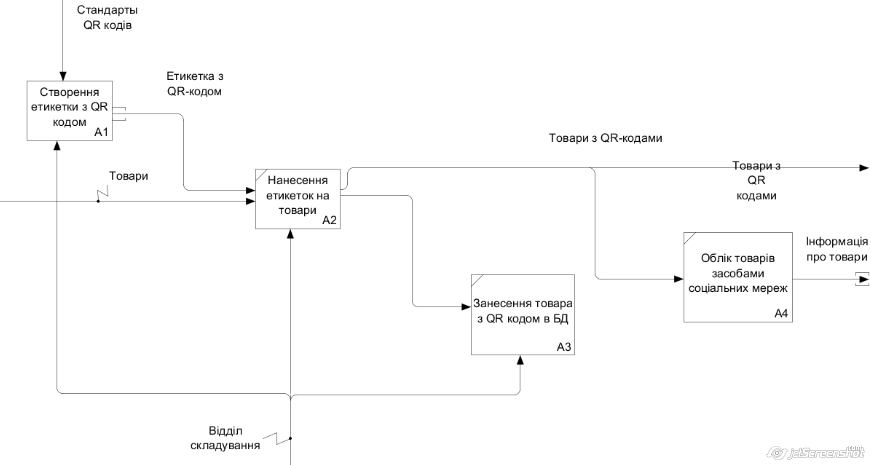 Стандарты
QR кодів
Створення
етикетки з QR
кодом
A1
Етикетка з
QR-кодом
Товари
Нанесення
етикеток на
товари
A2
Товари з QR-кодами
Товари з
QR
кодами
Занесення товара
з QR кодом в БД
A3
Облік товарів
засобами
соціальних мереж
A4
Інформація
про товари
Відділ
складування
jetScreenshot